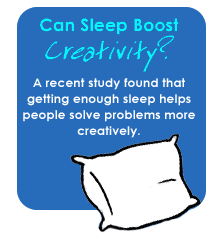 Can Sleep Boost
Creativity?
A recent study found that
getting enough sleep helps
people solve problems more
creatively.